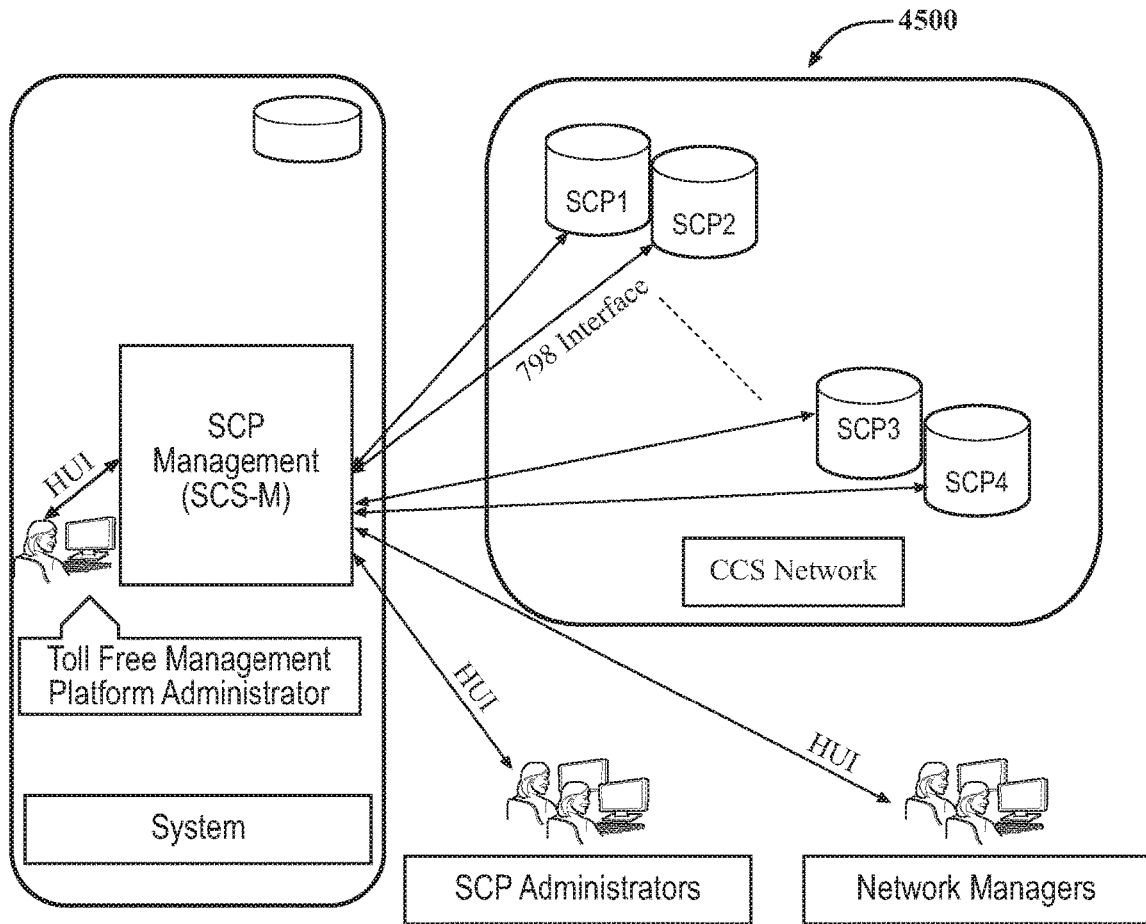 4500
SCP1
SCP2
798 Interface
SCP
Management
(SCS-M)
HUI
SCP3
SCP4
CCS Network
Toll Free Management
Platform Administrator
HUI
HUI
System
SCP Administrators
Network Managers